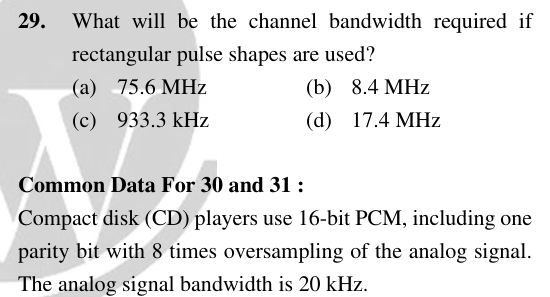 29. What will be the channel bandwidth required if
rectangular pulse shapes are used?
(a) 75.6 MHz (b) 8.4 MHz
(c) 933.3 kHz (d) 17.4 MHz
Common Data For 30 and 31 :
Compact disk (CD) players use 16-bit PCM, including one
parity bit with 8 times oversampling of the analog signal.
The analog signal bandwidth is 20 kHz.